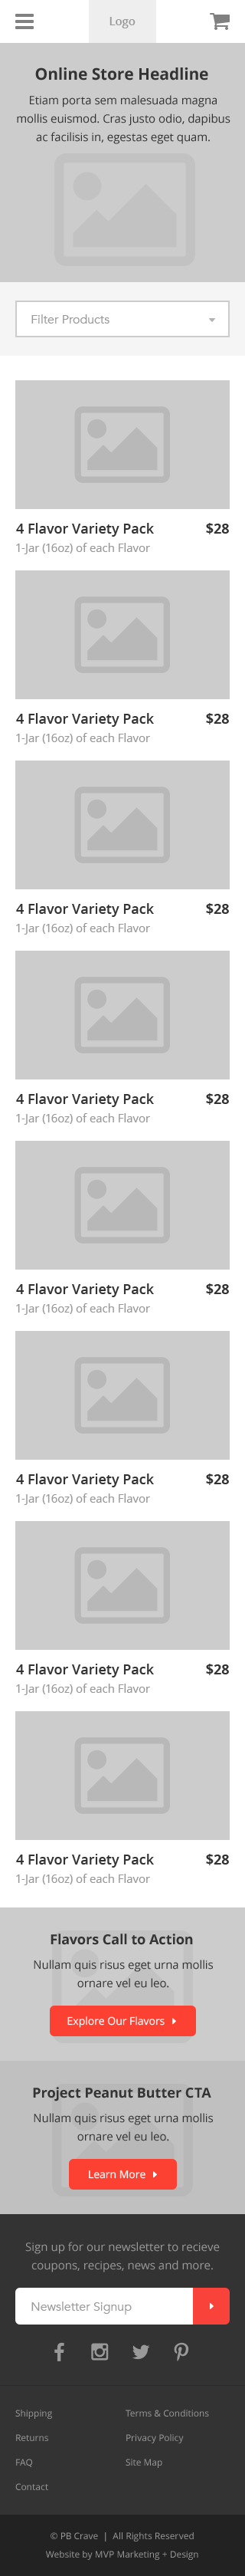 Logo
Online Store Headline
Etiam porta sem malesuada magna
mollis euismod. Cras justo odio, dapibus
ac facilisis in, egestas eget quam.
Filter Products
4 Flavor Variety Pack $28
1-Jar (16oz) of each Flavor
4 Flavor Variety Pack $28
1-Jar (16oz) of each Flavor
4 Flavor Variety Pack $28
1-Jar (16oz) of each Flavor
4 Flavor Variety Pack $28
1-Jar (16oz) of each Flavor
4 Flavor Variety Pack $28
1-Jar (16oz) of each Flavor
4 Flavor Variety Pack $28
1-Jar (16oz) of each Flavor
4 Flavor Variety Pack $28
1-Jar (16oz) of each Flavor
4 Flavor Variety Pack $28
1-Jar (16oz) of each Flavor
Flavors Call to Action
Nullam quis risus eget urna mollis
ornare vel eu leo.
Explore Our Flavors
Project Peanut Butter CTA
Nullam quis risus eget urna mollis
ornare vel eu leo.
Learn More
Sign up for our newsletter to recieve
coupons, recipes, news and more.
Newsletter Signup
Shipping Terms & Conditions
Returns Privacy Policy
FAQ Site Map
Contact
© PB Crave | All Rights Reserved
Website by MVP Marketing + Design